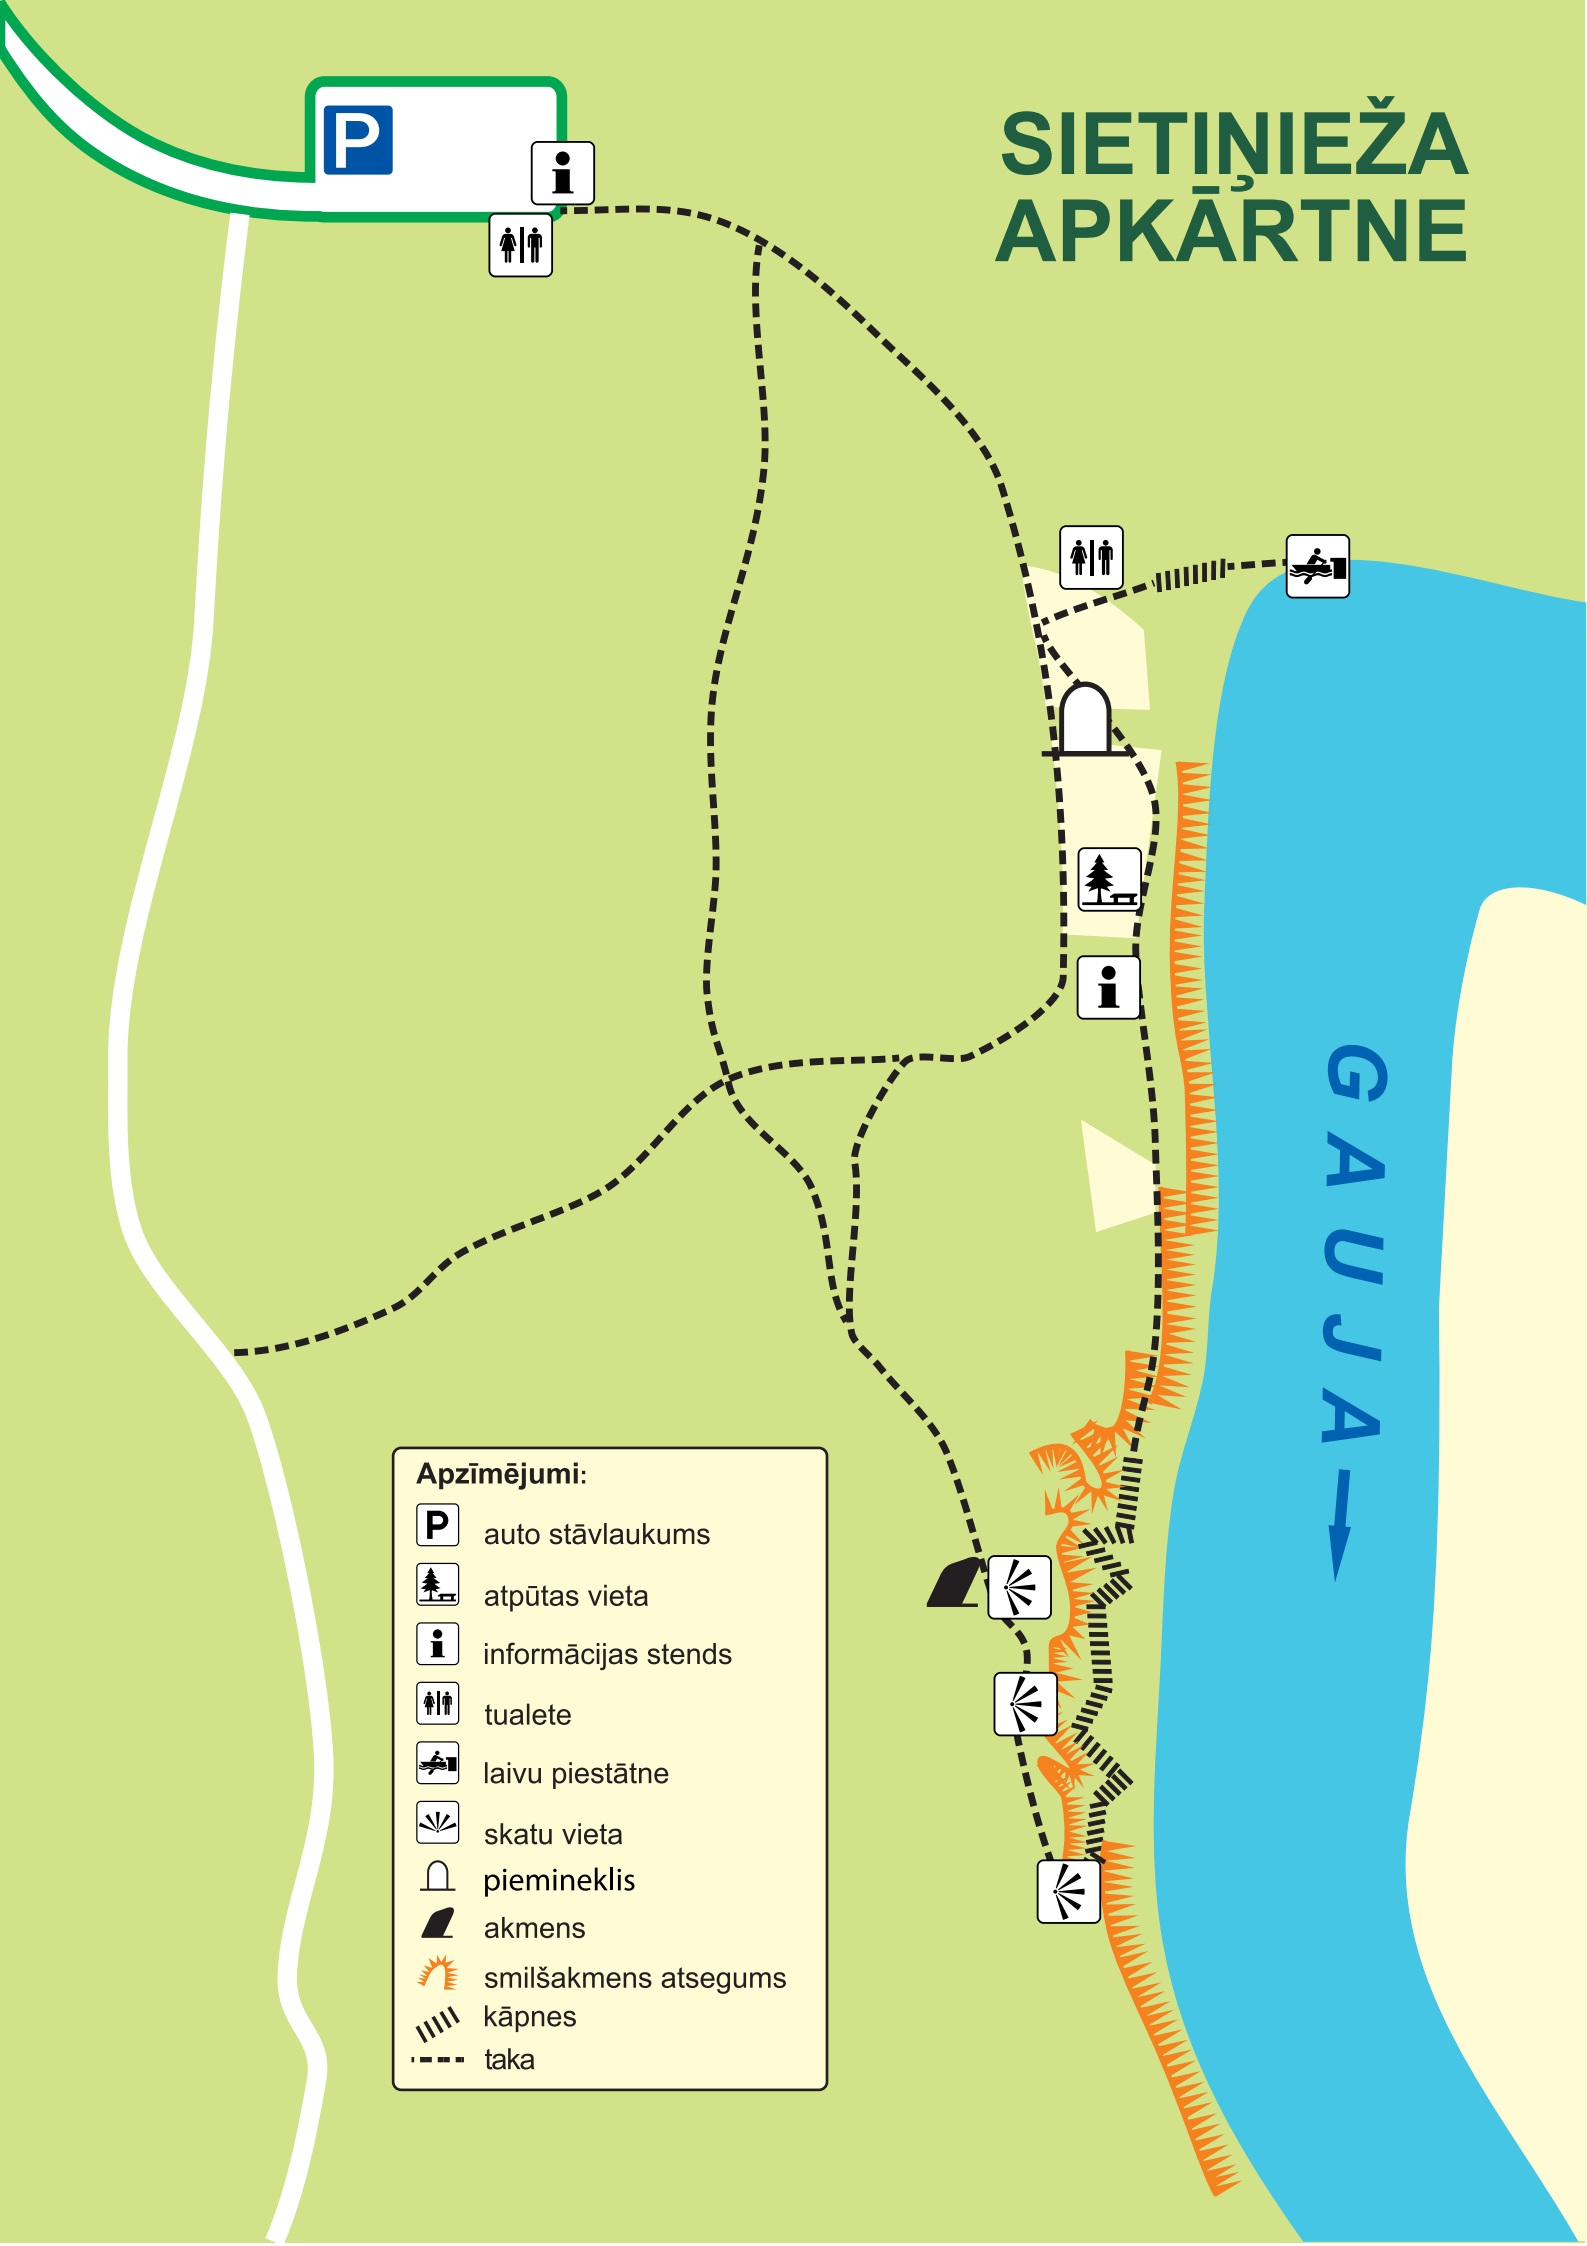 P
SIETIŅIEŽA
APKĀRTNE
GAUJA
Apzīmējumi:
P auto stāvlaukums
atpūtas vieta
i informācijas stends
tualete
laivu piestātne
skatu vieta
piemineklis
akmens
smilšakmens atsegums
kāpnes
taka